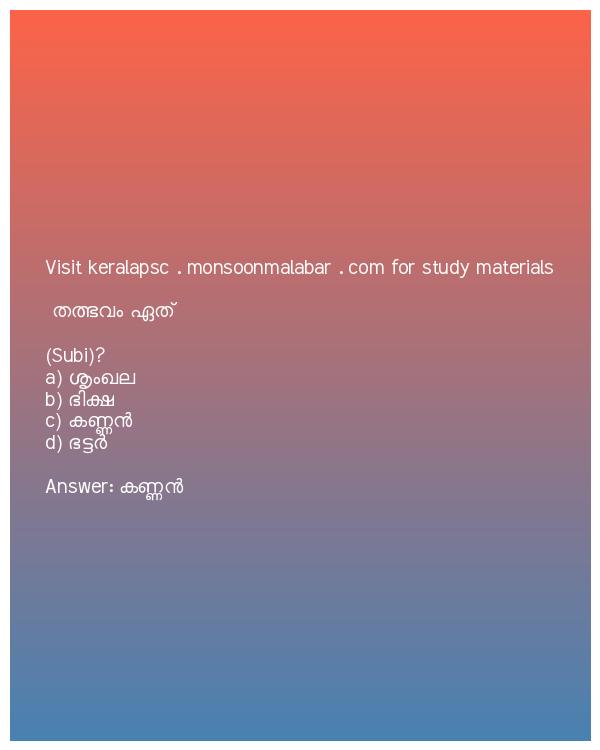 Visit keralapsc . monsoonmalabar . com for study materials
തത്ഭവം ഏത്
(Subi)?
a) ശൃംഖല
b) ഭിക്ഷ
c) കണ്ണൻ
d) ഭട്ടർ
Answer: കണ്ണൻ